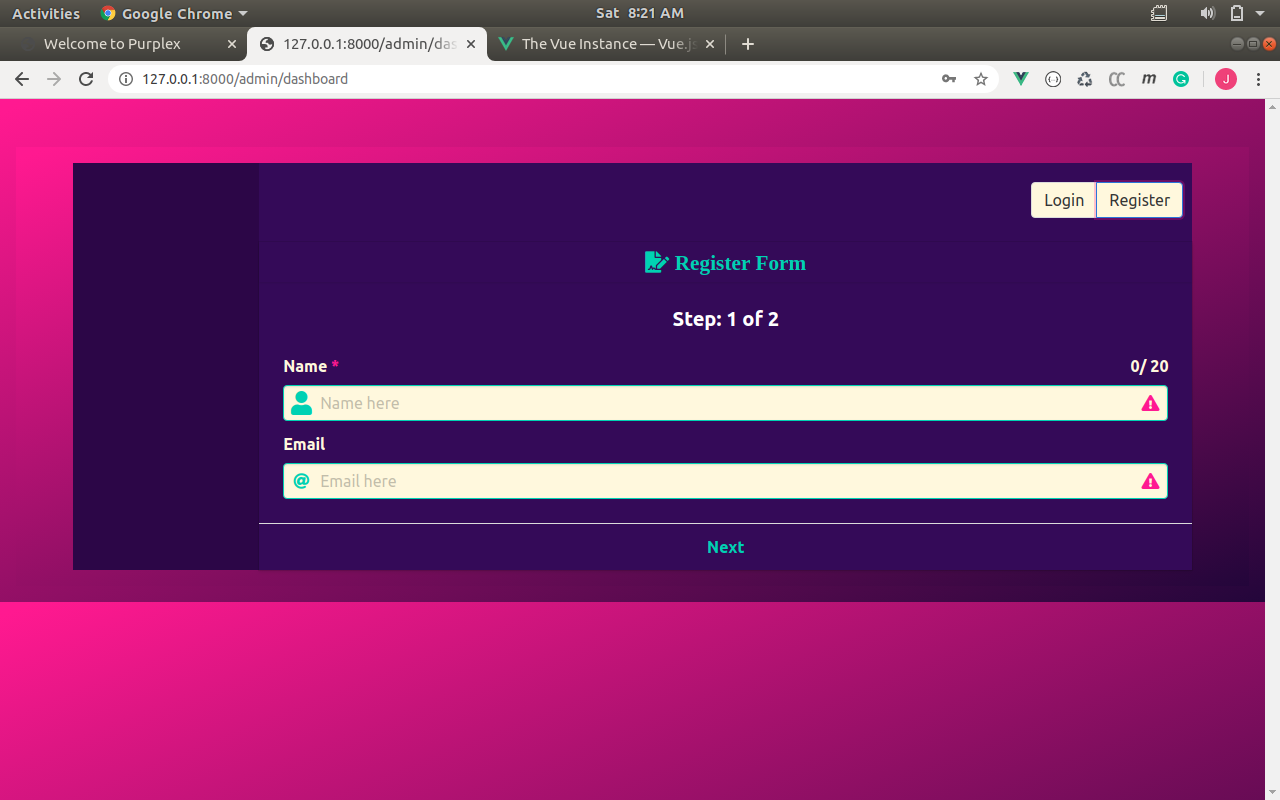 Activities Google Chrome Sat 8:21 AM
Welcome to Purplex 127.0.0.1:8000/admin/das The Vue Instance — Vue.js
127.0.0.1:8000/admin/dashboard
Login Register
Register Form
Step: 1 of 2
Name * 0/ 20
Name here
Email
@ Email here
Next